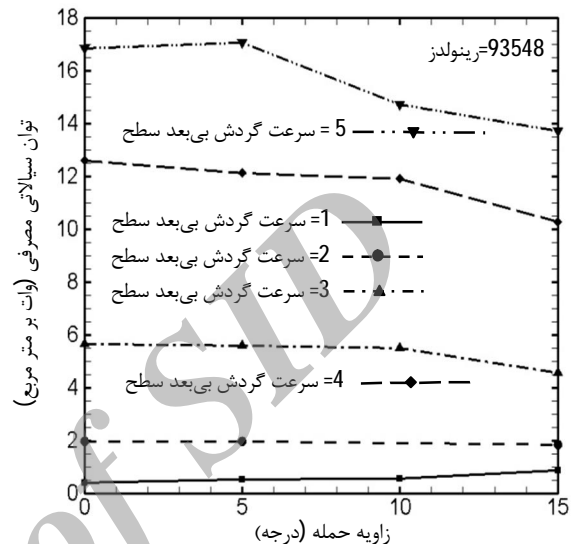 18
16
14
12
10
8
6
4
2
0
توان سیالاتی مصرفی (وات بر متر مربع)
رینولدز=93548
5 = سرعت گردش بی‌بعد سطح
1= سرعت گردش بی‌بعد سطح
2= سرعت گردش بی‌بعد سطح
3= سرعت گردش بی‌بعد سطح
4= سرعت گردش بی‌بعد سطح
0 5 10 15
زاویه حمله (درجه)
of SID